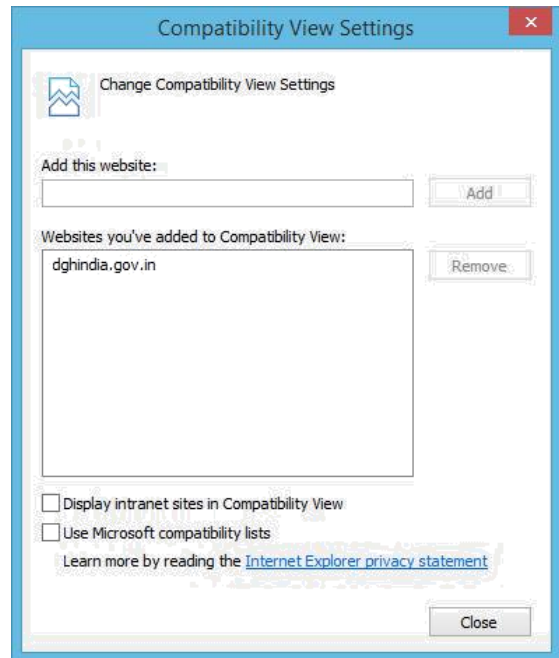 Compatibility View Settings
Change Compatibility View Settings
Add this website:
Add
Websites you've added to Compatibility View:
dghindia.gov.in
Remove
Display intranet sites in Compatibility View
Use Microsoft compatibility lists
Learn more by reading the Internet Explorer privacy statement
Close